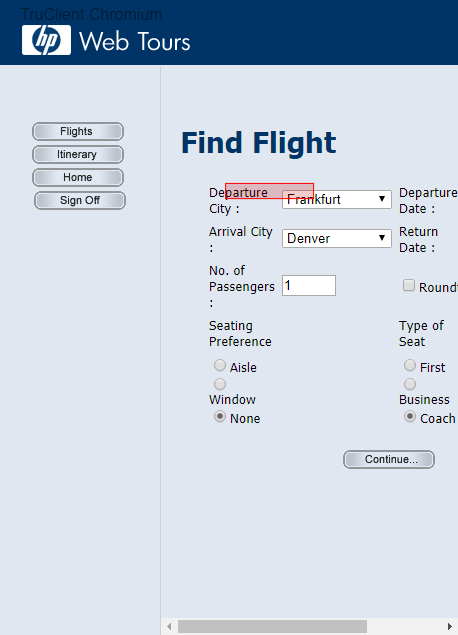 TruClient Chromium
hp Web Tours
Flights
Itinerary
Home
Sign Off
Find Flight
Departure City : Frankfurt Departure Date :
Arrival City : Denver Return Date :
No. of Passengers : 1
Seating Preference Type of Seat
Aisle First
Window Business
None Coach
Continue...